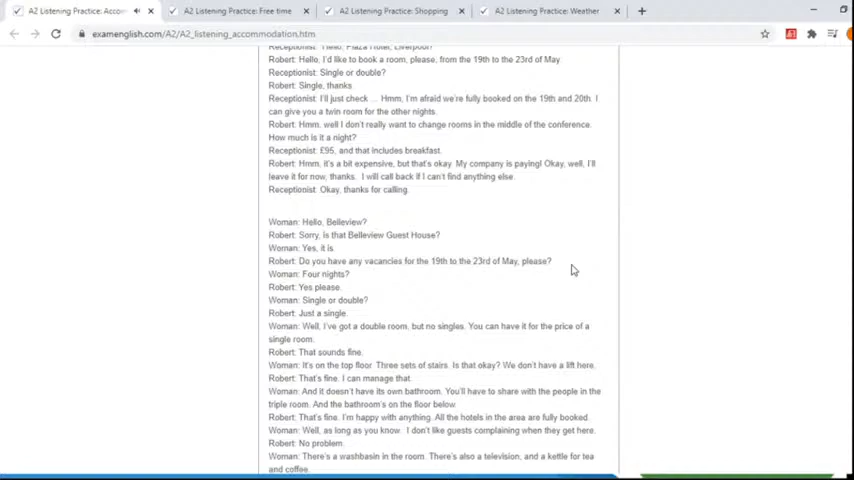 A2 Listening Practice: Accom
A2 Listening Practice: Free time
A2 Listening Practice: Shopping
A2 Listening Practice: Weather
examenglish.com/A2/A2_listening_accommodation.htm
Receptionist: Hello, Plaza Hotel, Liverpool?
Robert: Hello, I'd like to book a room, please, from the 19th to the 23rd of May.
Receptionist: Single or double?
Robert: Single, thanks.
Receptionist: I'll just check ... Hmm, I'm afraid we're fully booked on the 19th and 20th. I
can give you a twin room for the other nights.
Robert: Hmm, well I don't really want to change rooms in the middle of the conference.
How much is it a night?
Receptionist: £95, and that includes breakfast.
Robert: Hmm, it's a bit expensive, but that's okay. My company is paying! Okay, well, I'll
leave it for now, thanks. I will call back if I can't find anything else.
Receptionist: Okay, thanks for calling.
Woman: Hello, Belleview?
Robert: Sorry, is that Belleview Guest House?
Woman: Yes, it is
Robert: Do you have any vacancies for the 19th to the 23rd of May, please?
Woman: Four nights?
Robert: Yes please.
Woman: Single or double?
Robert: Just a single.
Woman: Well, I've got a double room, but no singles. You can have it for the price of a
single room.
Robert: That sounds fine.
Woman: It's on the top floor. Three sets of stairs. Is that okay? We don't have a lift here.
Robert: That's fine. I can manage that.
Woman: And it doesn't have its own bathroom. You'll have to share with the people in the
triple room. And the bathroom's on the floor below.
Robert: That's fine. I'm happy with anything. All the hotels in the area are fully booked.
Woman: Well, as long as you know. I don't like guests complaining when they get here.
Robert: No problem.
Woman: There's a washbasin in the room. There's also a television, and a kettle for tea
and coffee.